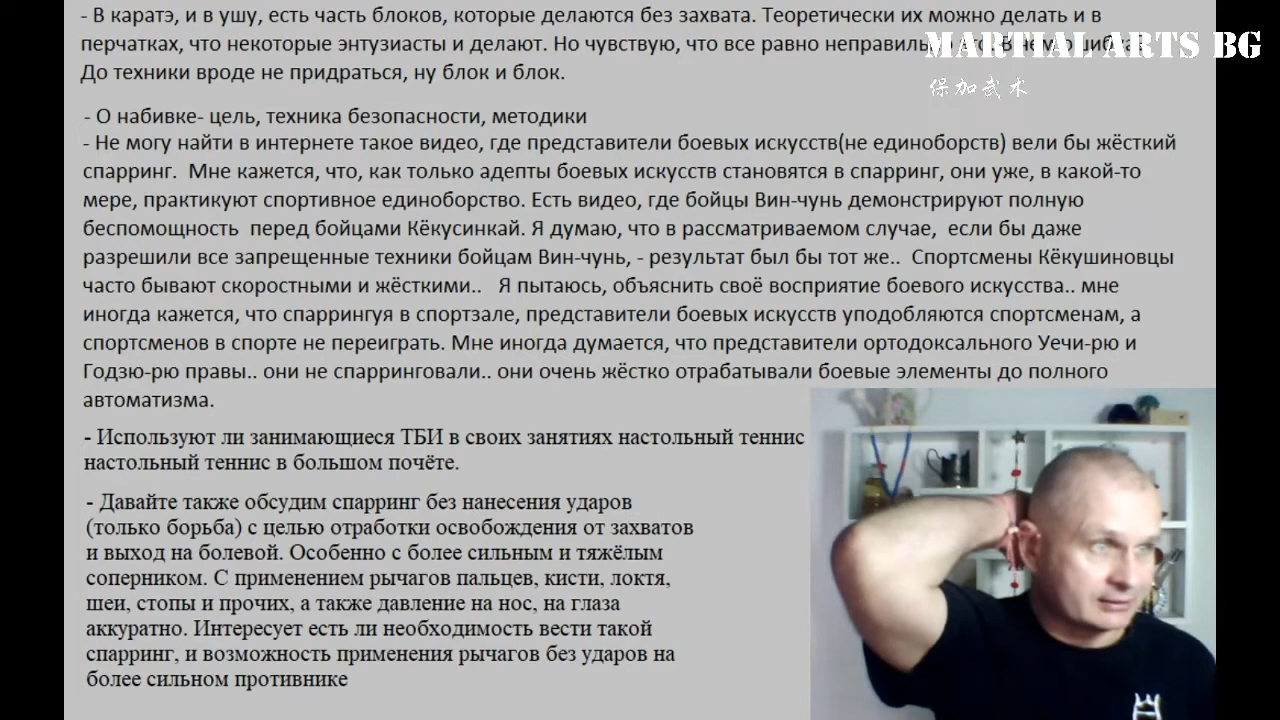 - В каратэ, и в ушу, есть часть блоков, которые делаются без захвата. Теоретически их можно делать и в
MARTIAL ARTS BG
перчатках, что некоторые энтузиасты и делают. Но чувствую, что все равно неправильно
До техники вроде не придраться, ну блок и блок.
保加武术
- О набивке- цель, техника безопасности, методики
- Не могу найти в интернете такое видео, где представители боевых искусств(не единоборств) вели бы жёсткий
спарринг.  Мне кажется, что, как только адепты боевых искусств становятся в спарринг, они уже, в какой-то
мере, практикуют спортивное единоборство. Есть видео, где бойцы Вин-чунь демонстрируют полную
беспомощность  перед бойцами Кёкусинкай. Я думаю, что в рассматриваемом случае,  если бы даже
разрешили все запрещенные техники бойцам Вин-чунь, - результат был бы тот же..  Спортсмены Кёкушиновцы
часто бывают скоростными и жёсткими..   Я пытаюсь, объяснить своё восприятие боевого искусства.. мне
иногда кажется, что спаррингуя в спортзале, представители боевых искусств уподобляются спортсменам, а
спортсменов в спорте не переиграть. Мне иногда думается, что представители ортодоксального Уечи-рю и
Годзю-рю правы.. они не спарринговали.. они очень жёстко отрабатывали боевые элементы до полного
автоматизма.
- Используют ли занимающиеся ТБИ в своих занятиях настольный теннис
настольный теннис в большом почёте.
- Давайте также обсудим спарринг без нанесения ударов
(только борьба) с целью отработки освобождения от захватов
и выход на болевой. Особенно с более сильным и тяжёлым
соперником. С применением рычагов пальцев, кисти, локтя,
шеи, стопы и прочих, а также давление на нос, на глаза
аккуратно. Интересует есть ли необходимость вести такой
спарринг, и возможность применения рычагов без ударов на
более сильном противнике